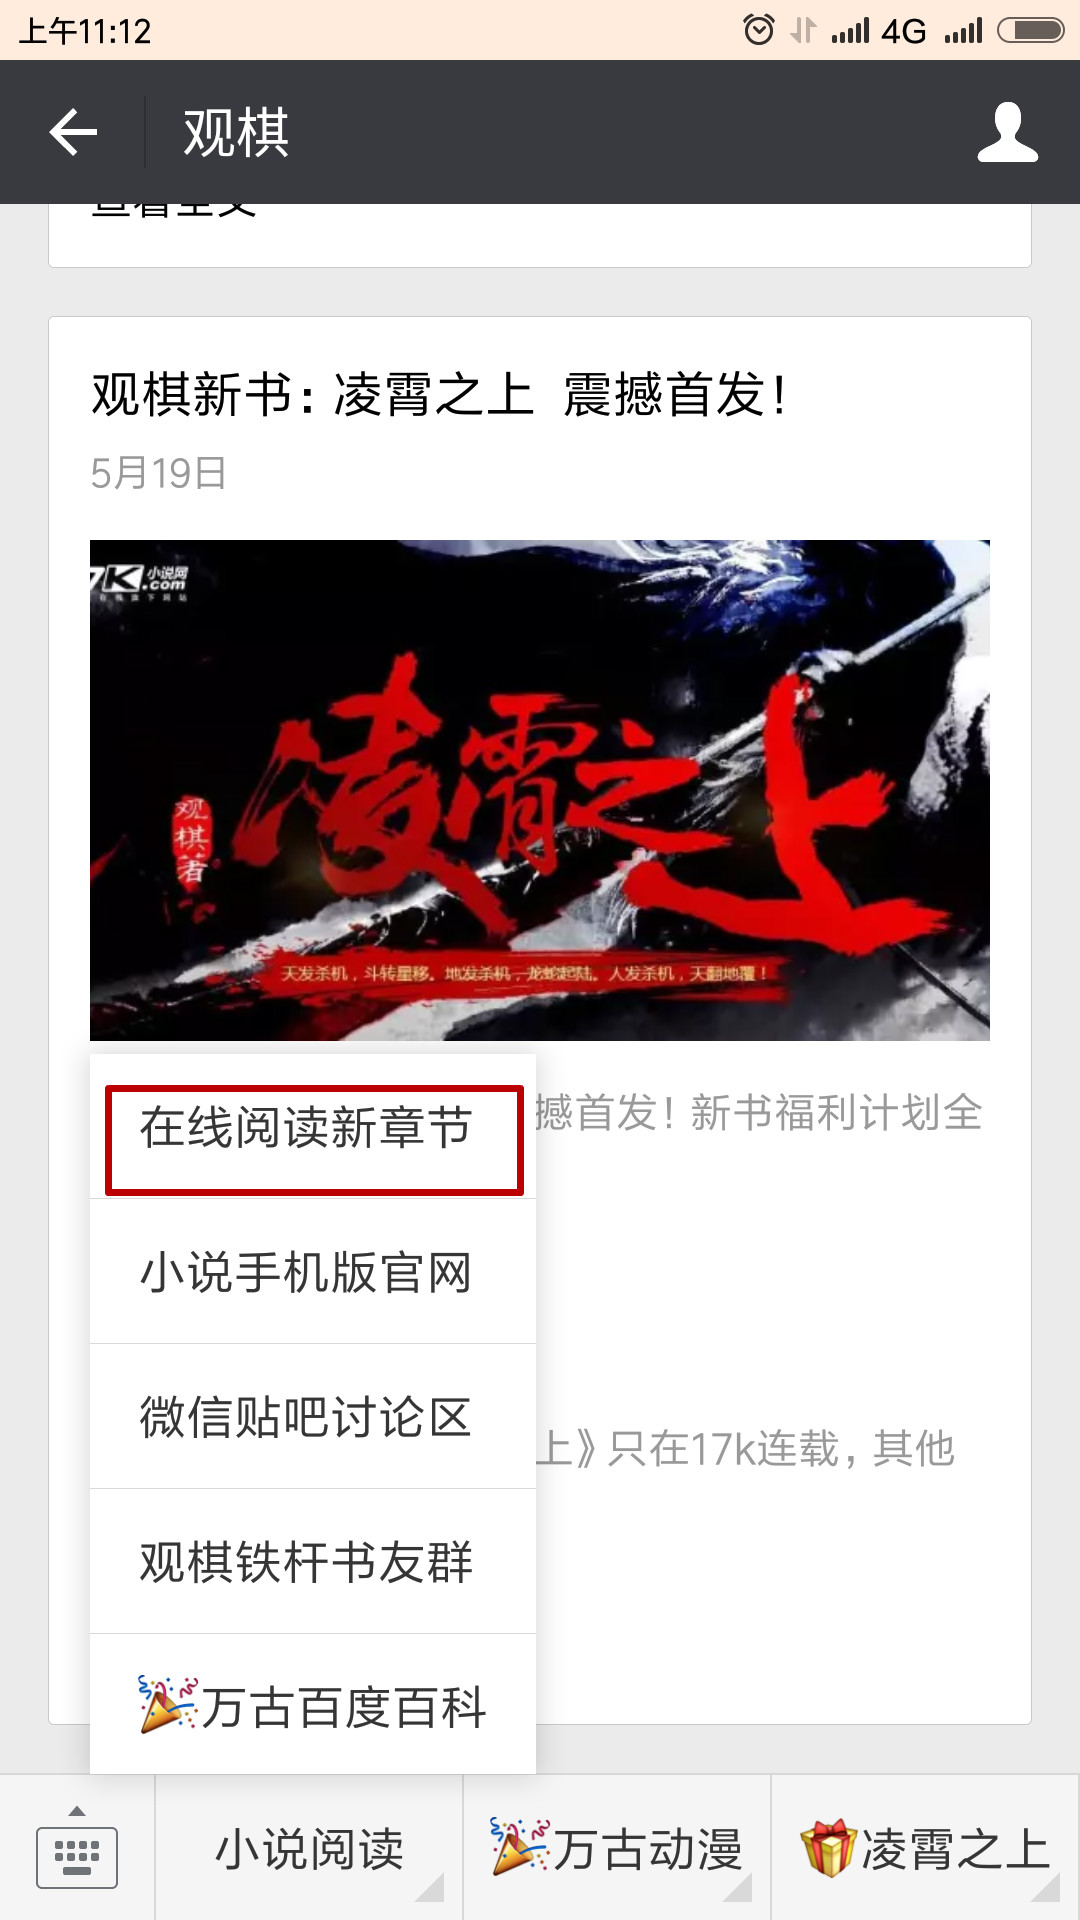 上午11:12
4G
观棋
查看全文
观棋新书：凌霄之上 震撼首发！
5月19日
17K小说网
.com
凌霄之上
观棋著
天发杀机，斗转星移。地发杀机，龙蛇起陆。人发杀机，天翻地覆！
撼首发！新书福利计划全
上》只在17k连载，其他
在线阅读新章节
小说手机版官网
微信贴吧讨论区
观棋铁杆书友群
🎉万古百度百科
小说阅读
🎉万古动漫
🎁凌霄之上